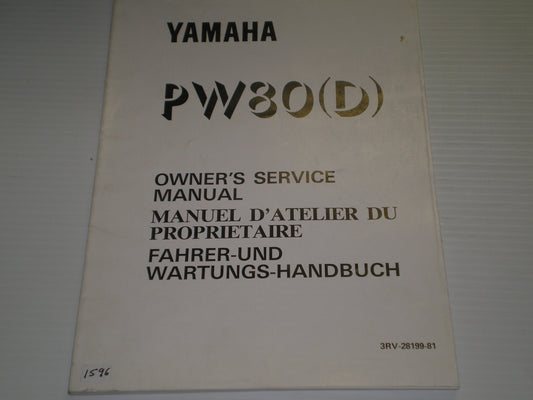 YAMAHA
PW80(D)
OWNER'S SERVICE
MANUAL
MANUEL D'ATELIER DU
PROPRIETAIRE
FAHRER-UND
WARTUNGS-HANDBUCH
3RV-28199-81
1596